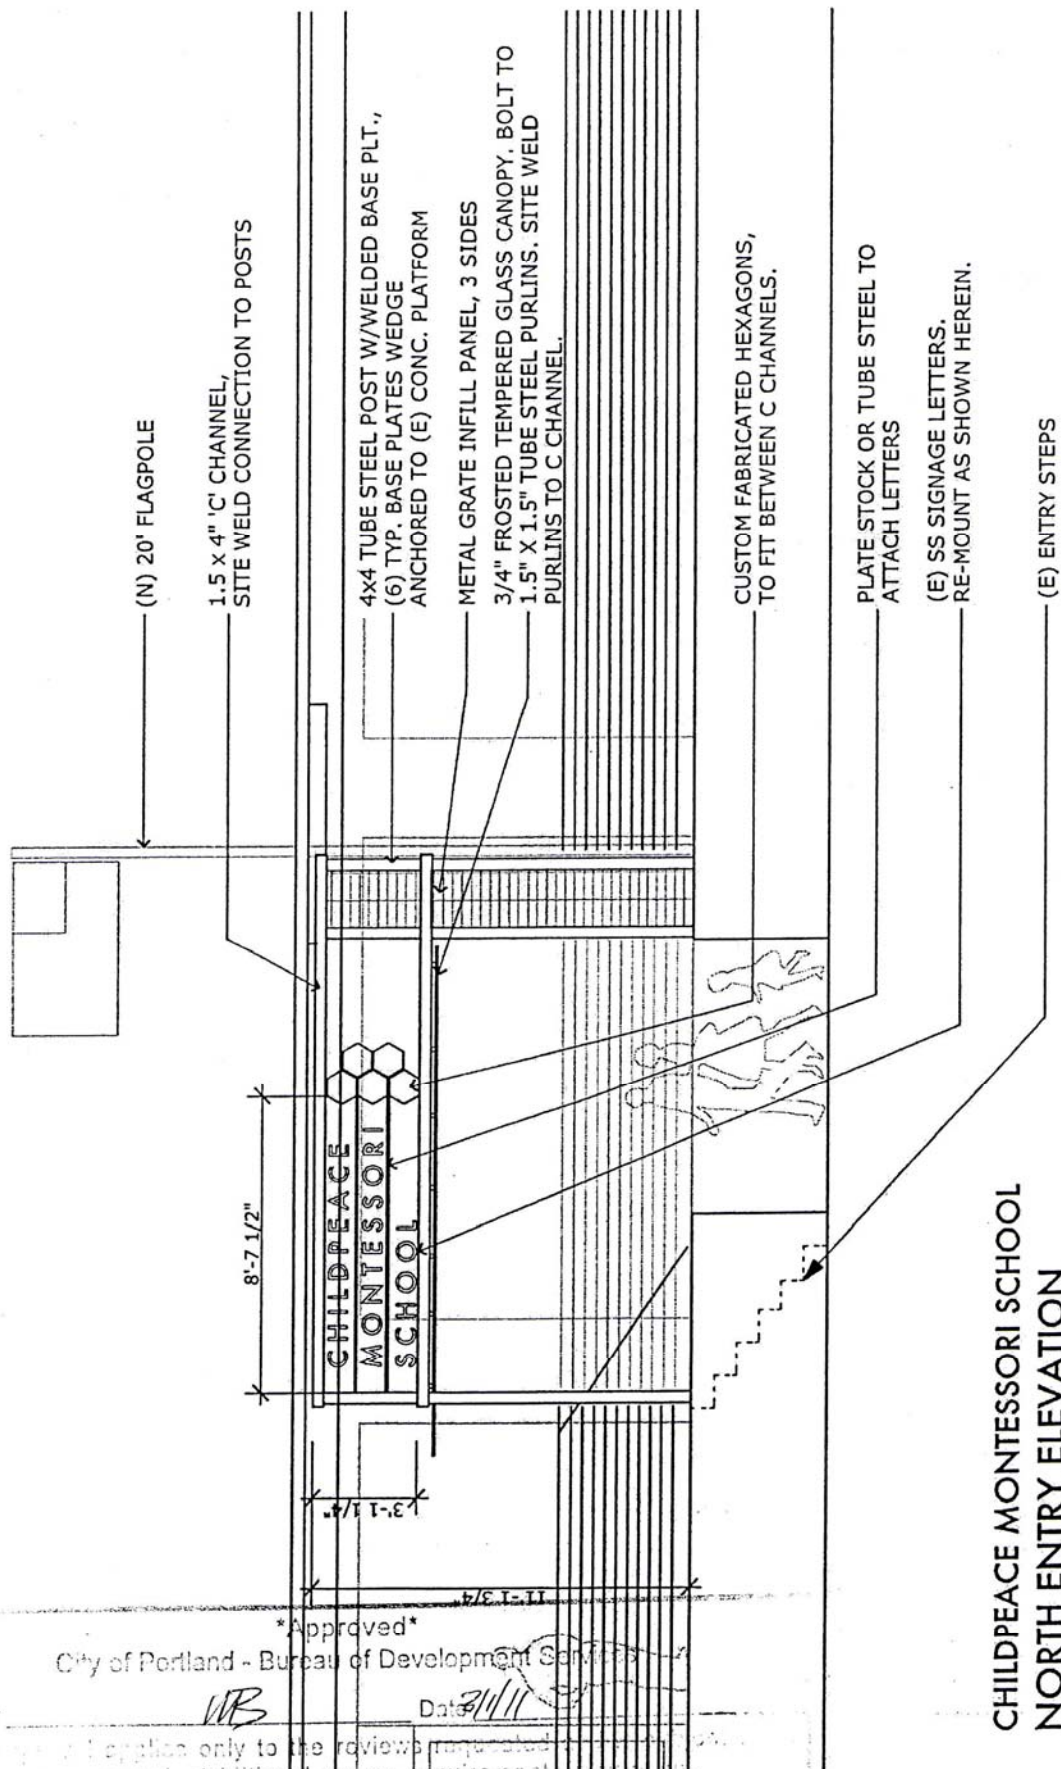 (N) 20' FLAGPOLE
1.5 x 4" 'C' CHANNEL,
SITE WELD CONNECTION TO POSTS
4x4 TUBE STEEL POST W/WELDED BASE PLT.,
(6) TYP. BASE PLATES WEDGE
ANCHORED TO (E) CONC. PLATFORM
METAL GRATE INFILL PANEL, 3 SIDES
3/4" FROSTED TEMPERED GLASS CANOPY. BOLT TO
1.5" X 1.5" TUBE STEEL PURLINS. SITE WELD
PURLINS TO C CHANNEL.
CUSTOM FABRICATED HEXAGONS,
TO FIT BETWEEN C CHANNELS.
PLATE STOCK OR TUBE STEEL TO
ATTACH LETTERS
(E) SS SIGNAGE LETTERS.
RE-MOUNT AS SHOWN HEREIN.
(E) ENTRY STEPS
8'-7 1/2"
CHILDPEACE
MONTESSORI
SCHOOL
3'-1 1/4"
11'-1 3/4"
*Approved*
City of Portland - Bureau of Development Services
Date
applies only to the reviews requested
CHILDPEACE MONTESSORI SCHOOL
NORTH ENTRY ELEVATION